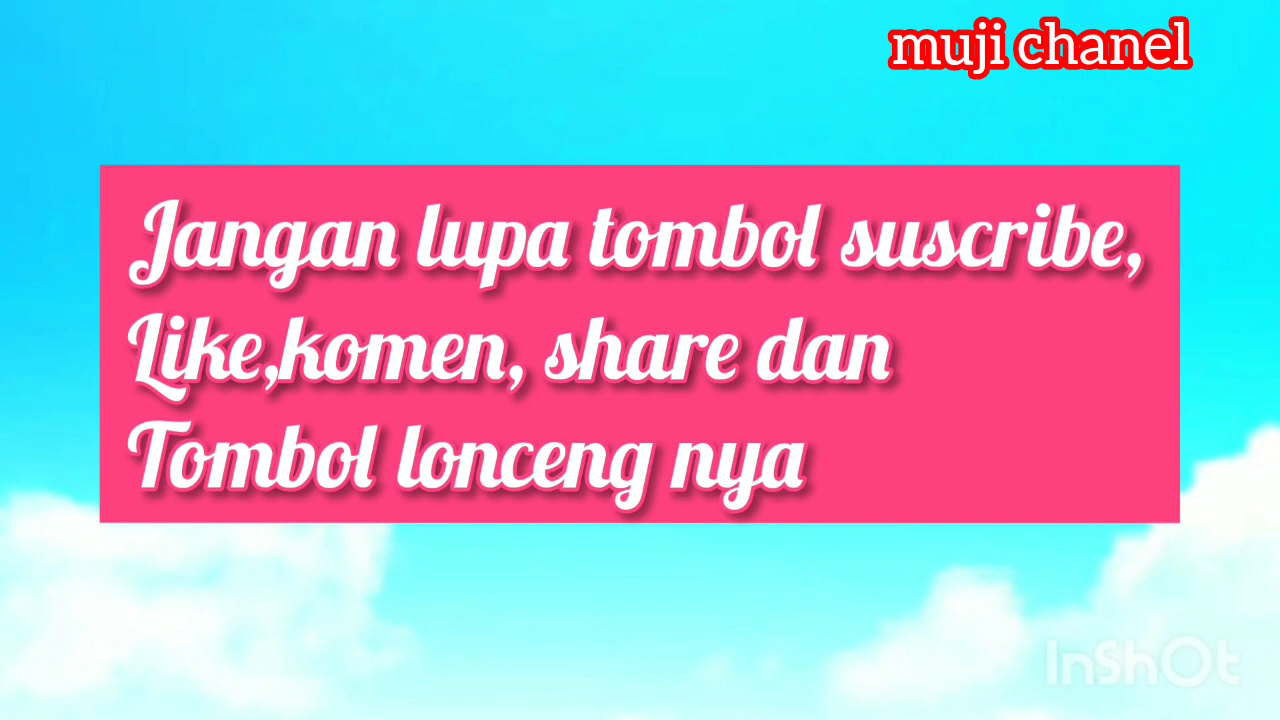 muji chanel
Jangan lupa tombol suscribe,
Like,komen, share dan
Tombol lonceng nya
InShOt